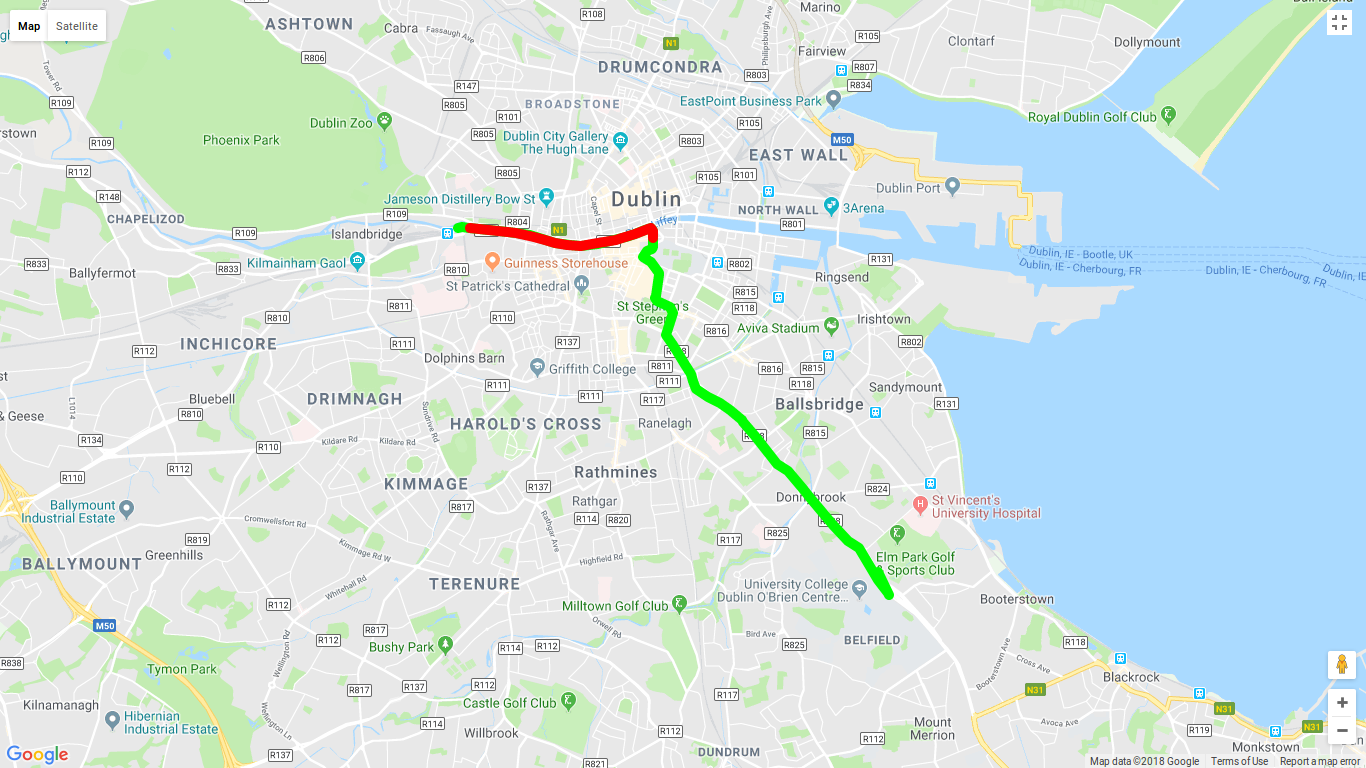 Map
Satellite
ASHTOWN
Cabra
Fassaugh Ave
R108
Marino
Philipsburgh Ave
Fairview
R105
Clontarf
Dollymount
N1
R806
DRUMCONDRA
R807
R803
R834
R147
Tower Rd
R109
R805
BROADSTONE
EastPoint Business Park
R101
R105
Royal Dublin Golf Club
Dublin Zoo
R805
Phoenix Park
Dublin City Gallery
The Hugh Lane
R803
M50
R109
EAST WALL
R112
R805
R105
R101
Dublin Port
R148
Jameson Distillery Bow St
Dublin
Capel St
CHAPELIZOD
R109
R804
NORTH WALL
3Arena
R801
R109
Islandbridge
N1
Dublin, IE - Bootle, UK
Dublin, IE - Cherbourg, FR
Dublin, IE - Cherbourg, FR
R833
Ballyfermot
R833
Kilmainham Gaol
R810
Guinness Storehouse
R802
R131
Ringsend
St Patrick's Cathedral
R815
R811
St Stephen's
Green
R118
R810
R110
R816
Aviva Stadium
Irishtown
INCHICORE
R112
R111
R137
R802
Dolphins Barn
R811
Griffith College
R816
R815
R111
R118
Sandymount
R111
Bluebell
DRIMNAGH
R111
R117
R131
& Geese
L1014
R810
Sundrive Rd
HAROLD'S CROSS
Ranelagh
Ballsbridge
R815
R134
Kildare Rd
Kildare Rd
R110
R112
Rathmines
R110
KIMMAGE
R137
R824
Donnybrook
Ballymount
Industrial Estate
R817
Rathgar
St Vincent's
University Hospital
R114
R820
Cromwellsfort Rd
Rathgar Ave
R819
R117
R825
Kimmage Rd W
Greenhills
Highfield Rd
Elm Park Golf
& Sports Club
BALLYMOUNT
TERENURE
University College
Dublin O'Brien Centre...
Whitehall Rd
R112
Milltown Golf Club
Booterstown
M50
R817
Orwell Rd
R112
R114
R112
Bird Ave
R825
BELFIELD
R118
Bushy Park
R838
Tymon Park
Wellington Rd
Wellington Ln
Booterstown Ave
Cross Ave
Blackrock
R817
R137
R112
R117
N31
Kilnamanagh
Castle Golf Club
N31
Hibernian
Industrial Estate
R114
Willbrook
R112
R112
Mount
Merrion
Avoca Ave
R119
N31
Monkstown
R137
R821
DUNDRUM
Google
Map data ©2018 Google
Terms of Use
Report a map error